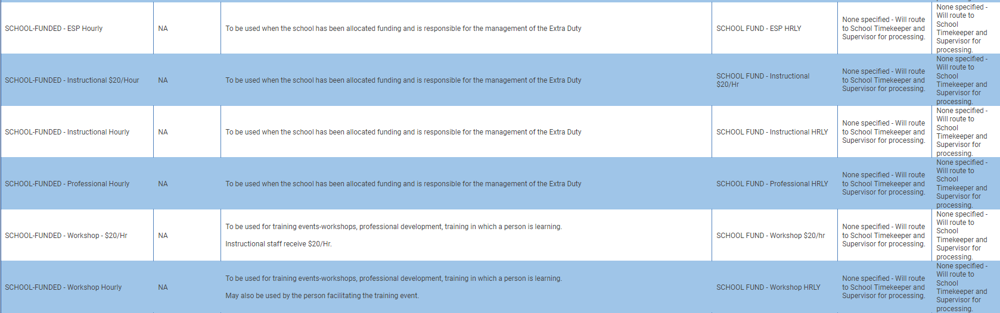 SCHOOL-FUNDED - ESP Hourly
NA
To be used when the school has been allocated funding and is responsible for the management of the Extra Duty
SCHOOL FUND - ESP HRLY
None specified - Will route
to School Timekeeper and
Supervisor for processing.
None specified -
Will route to
School
Timekeeper and
Supervisor for
processing.
SCHOOL-FUNDED - Instructional $20/Hour
NA
To be used when the school has been allocated funding and is responsible for the management of the Extra Duty
SCHOOL FUND - Instructional
$20/Hr
None specified - Will route
to School Timekeeper and
Supervisor for processing.
None specified -
Will route to
School
Timekeeper and
Supervisor for
processing.
SCHOOL-FUNDED - Instructional Hourly
NA
To be used when the school has been allocated funding and is responsible for the management of the Extra Duty
SCHOOL FUND - Instructional HRLY
None specified - Will route
to School Timekeeper and
Supervisor for processing.
None specified -
Will route to
School
Timekeeper and
Supervisor for
processing.
SCHOOL-FUNDED - Professional Hourly
NA
To be used when the school has been allocated funding and is responsible for the management of the Extra Duty
SCHOOL FUND - Professional HRLY
None specified - Will route
to School Timekeeper and
Supervisor for processing.
None specified -
Will route to
School
Timekeeper and
Supervisor for
processing.
SCHOOL-FUNDED - Workshop - $20/Hr
NA
To be used for training events-workshops, professional development, training in which a person is learning.
Instructional staff receive $20/Hr.
SCHOOL FUND - Workshop $20/hr
None specified - Will route
to School Timekeeper and
Supervisor for processing.
None specified -
Will route to
School
Timekeeper and
Supervisor for
processing.
SCHOOL-FUNDED - Workshop Hourly
NA
To be used for training events-workshops, professional development, training in which a person is learning.
May also be used by the person facilitating the training event.
SCHOOL FUND - Workshop HRLY
None specified - Will route
to School Timekeeper and
Supervisor for processing.
None specified -
Will route to
School
Timekeeper and
Supervisor for
processing.